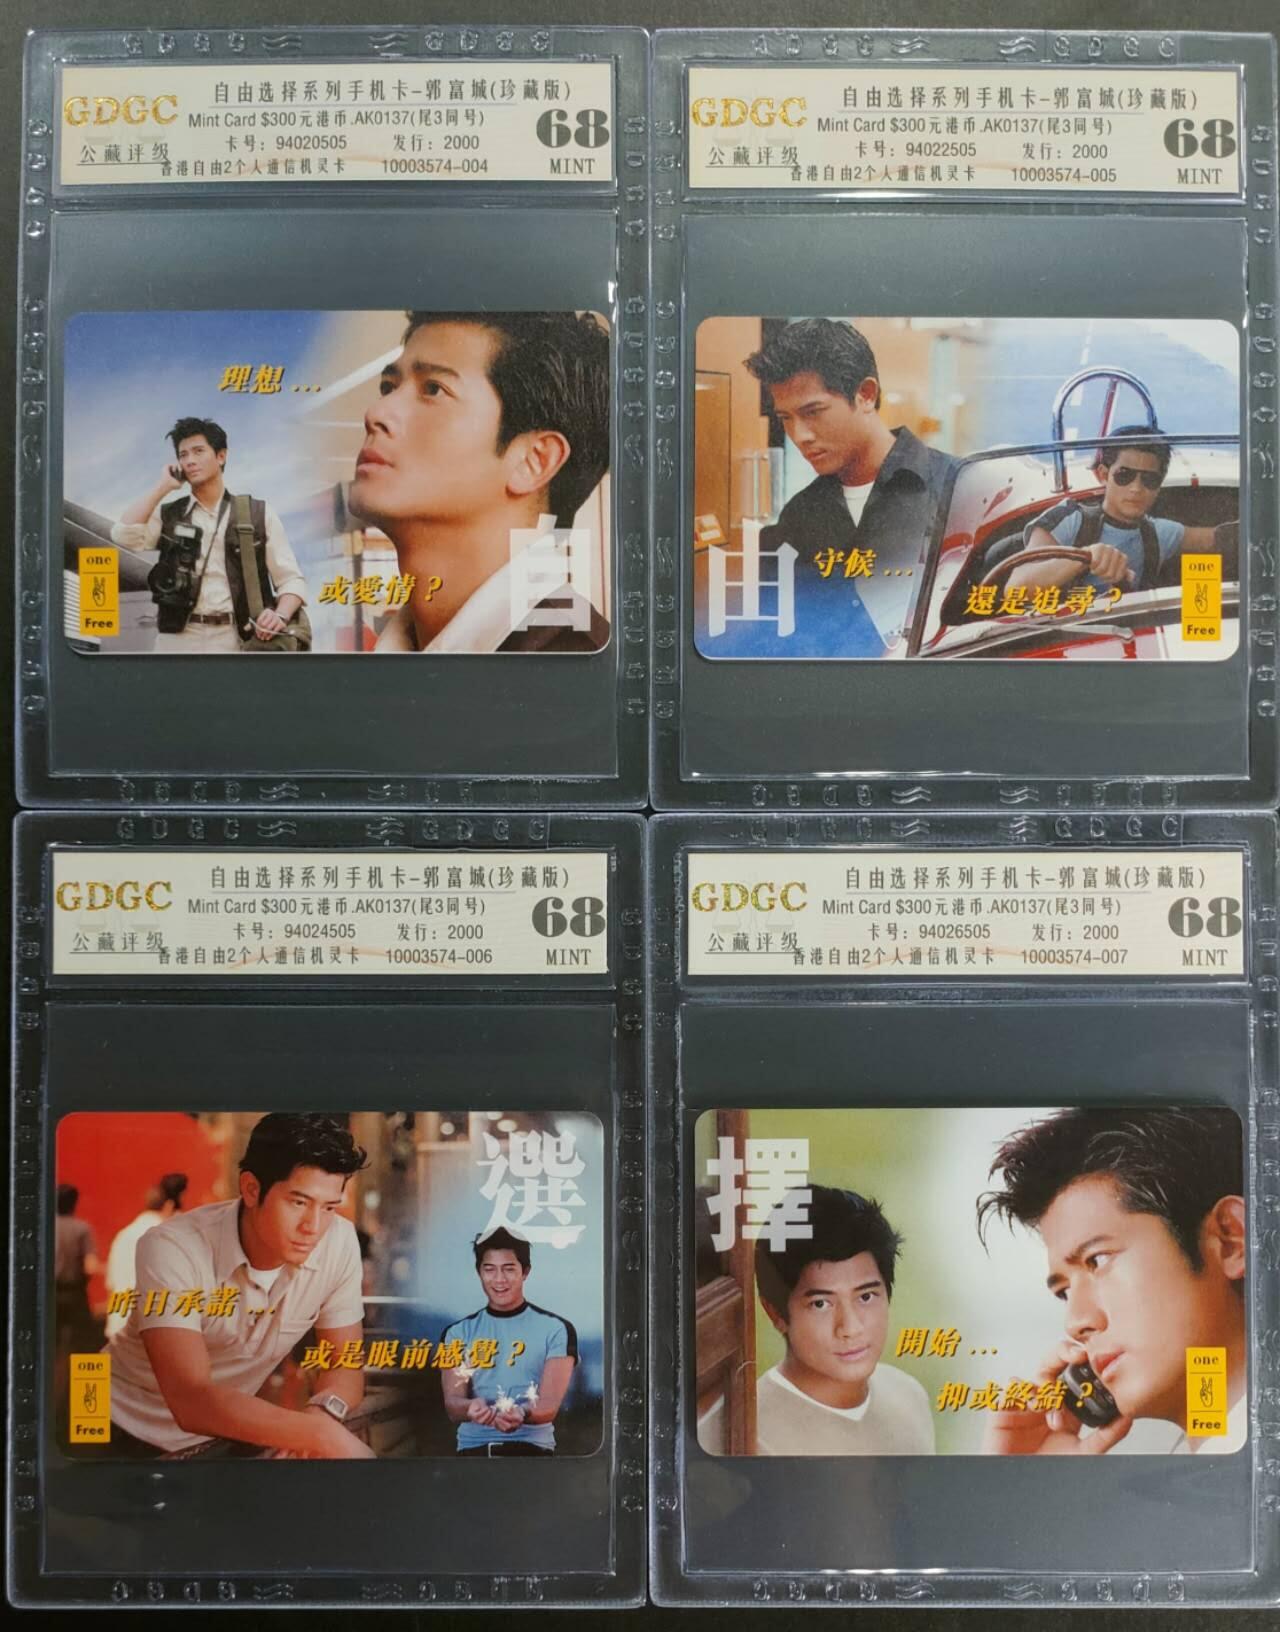 GDGC
公藏评级
自由选择系列手机卡-郭富城(珍藏版)
Mint Card $300元港币.AK0137(尾3同号)
卡号：94020505 发行：2000
香港自由2个人通信机灵卡 10003574-004
68
MINT
理想...
或愛情？
自
one
Free
GDGC
公藏评级
自由选择系列手机卡-郭富城(珍藏版)
Mint Card $300元港币.AK0137(尾3同号)
卡号：94022505 发行：2000
香港自由2个人通信机灵卡 10003574-005
68
MINT
由
守候...
還是追尋？
one
Free
GDGC
公藏评级
自由选择系列手机卡-郭富城(珍藏版)
Mint Card $300元港币.AK0137(尾3同号)
卡号：94024505 发行：2000
香港自由2个人通信机灵卡 10003574-006
68
MINT
選
昨日承諾...
或是眼前感覺？
one
Free
GDGC
公藏评级
自由选择系列手机卡-郭富城(珍藏版)
Mint Card $300元港币.AK0137(尾3同号)
卡号：94026505 发行：2000
香港自由2个人通信机灵卡 10003574-007
68
MINT
擇
開始...
抑或終結？
one
Free